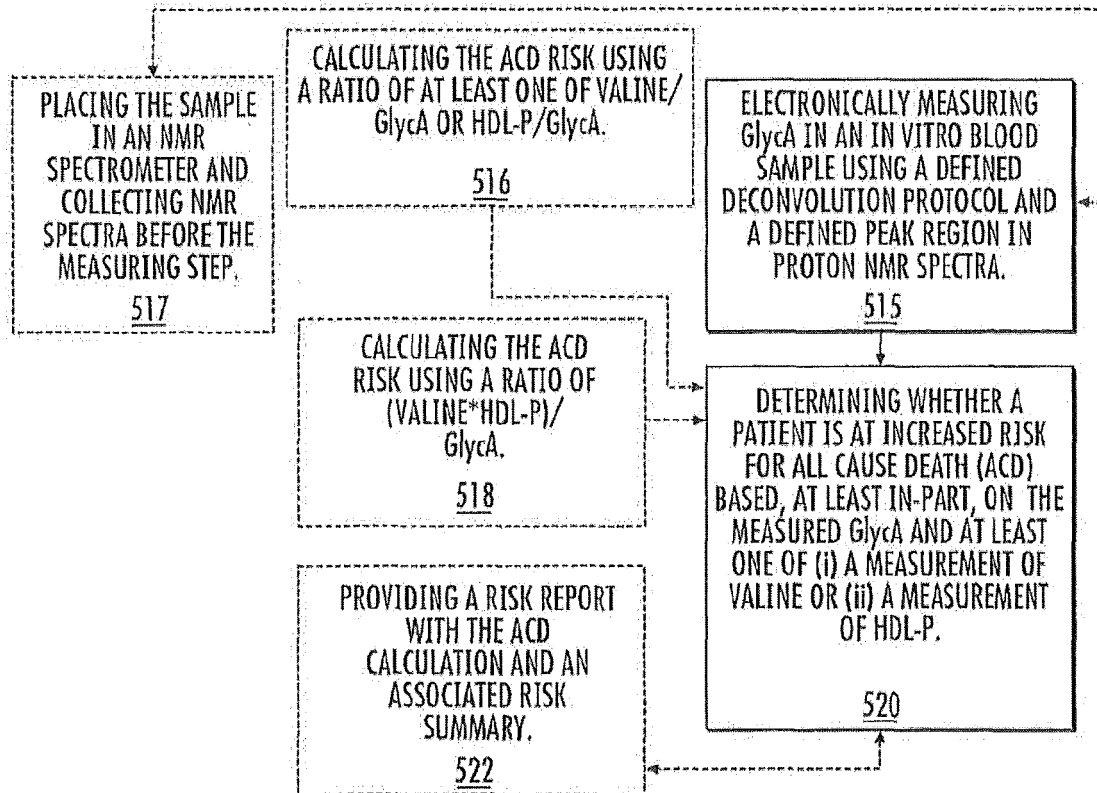 PLACING THE SAMPLE
IN AN NMR
SPECTROMETER AND
COLLECTING NMR
SPECTRA BEFORE THE
MEASURING STEP.
517
CALCULATING THE ACD RISK USING
A RATIO OF AT LEAST ONE OF VALINE/
GlycA OR HDL-P/GlycA.
516
ELECTRONICALLY MEASURING
GlycA IN AN IN VITRO BLOOD
SAMPLE USING A DEFINED
DECONVOLUTION PROTOCOL AND
A DEFINED PEAK REGION IN
PROTON NMR SPECTRA.
515
CALCULATING THE ACD
RISK USING A RATIO OF
(VALINE*HDL-P)/
GlycA.
518
DETERMINING WHETHER A
PATIENT IS AT INCREASED RISK
FOR ALL CAUSE DEATH (ACD)
BASED, AT LEAST IN-PART, ON THE
MEASURED GlycA AND AT LEAST
ONE OF (i) A MEASUREMENT OF
VALINE OR (ii) A MEASUREMENT
OF HDL-P.
520
PROVIDING A RISK REPORT
WITH THE ACD
CALCULATION AND AN
ASSOCIATED RISK
SUMMARY.
522